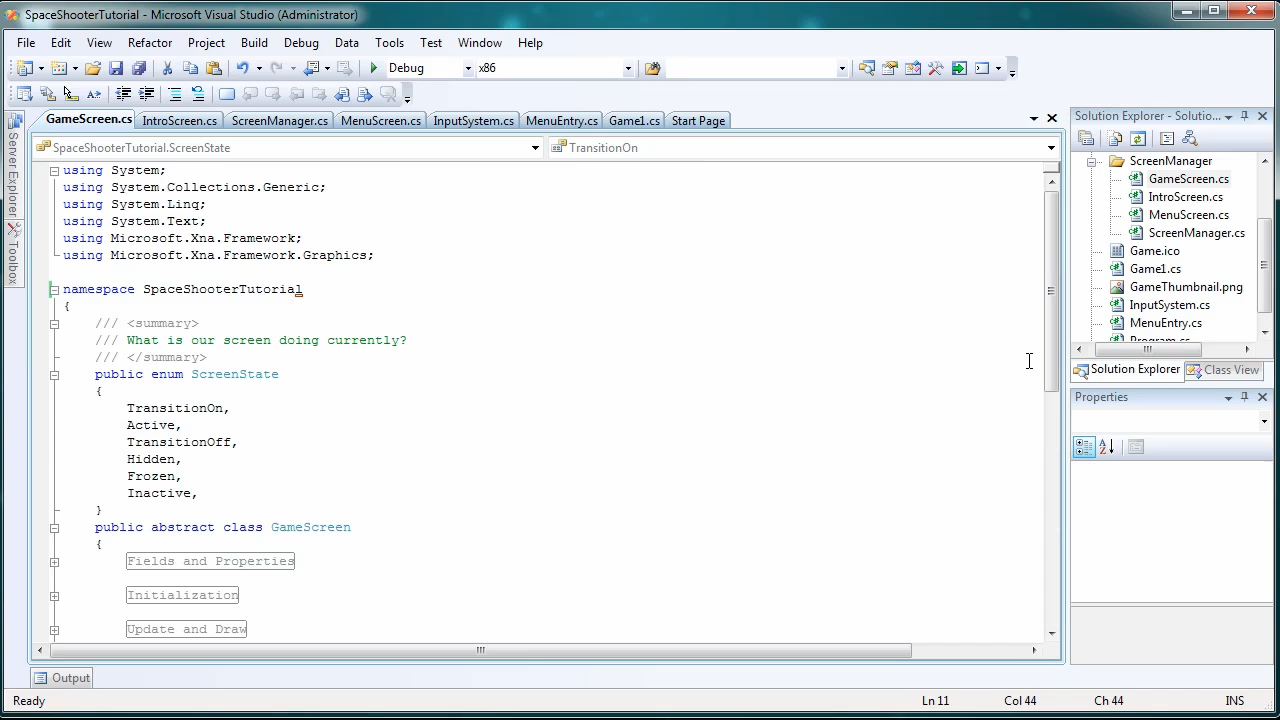 SpaceShooterTutorial - Microsoft Visual Studio (Administrator)
File Edit View Refactor Project Build Debug Data Tools Test Window Help
Debug x86
GameScreen.cs IntroScreen.cs ScreenManager.cs MenuScreen.cs InputSystem.cs MenuEntry.cs Game1.cs Start Page
SpaceShooterTutorial.ScreenState TransitionOn
Server Explorer
Toolbox
using System;
using System.Collections.Generic;
using System.Linq;
using System.Text;
using Microsoft.Xna.Framework;
using Microsoft.Xna.Framework.Graphics;
namespace SpaceShooterTutorial
{
/// <summary>
/// What is our screen doing currently?
/// </summary>
public enum ScreenState
{
TransitionOn,
Active,
TransitionOff,
Hidden,
Frozen,
Inactive,
}
public abstract class GameScreen
{
Fields and Properties
Initialization
Update and Draw
Solution Explorer - Solutio...
ScreenManager
GameScreen.cs
IntroScreen.cs
MenuScreen.cs
ScreenManager.cs
Game.ico
Game1.cs
GameThumbnail.png
InputSystem.cs
MenuEntry.cs
Program.cs
Solution Explorer Class View
Properties
Output
Ready Ln 11 Col 44 Ch 44 INS